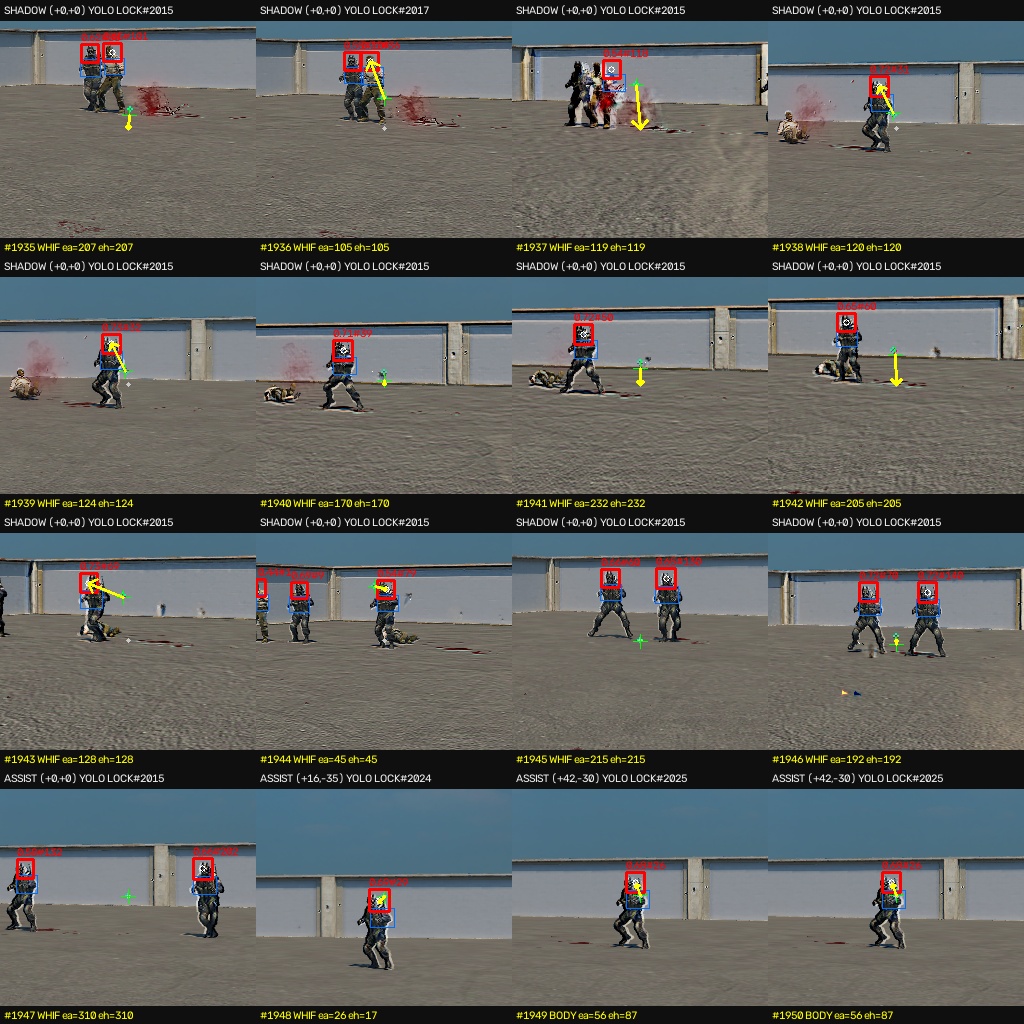 SHADOW (+0,+0) YOLO LOCK#2015
SHADOW (+0,+0) YOLO LOCK#2017
SHADOW (+0,+0) YOLO LOCK#2015
SHADOW (+0,+0) YOLO LOCK#2015
#1935 WHIF ea=207 eh=207
#1936 WHIF ea=105 eh=105
#1937 WHIF ea=119 eh=119
#1938 WHIF ea=120 eh=120
SHADOW (+0,+0) YOLO LOCK#2015
SHADOW (+0,+0) YOLO LOCK#2015
SHADOW (+0,+0) YOLO LOCK#2015
SHADOW (+0,+0) YOLO LOCK#2015
#1939 WHIF ea=124 eh=124
#1940 WHIF ea=170 eh=170
#1941 WHIF ea=232 eh=232
#1942 WHIF ea=205 eh=205
SHADOW (+0,+0) YOLO LOCK#2015
SHADOW (+0,+0) YOLO LOCK#2015
SHADOW (+0,+0) YOLO LOCK#2015
SHADOW (+0,+0) YOLO LOCK#2015
#1943 WHIF ea=128 eh=128
#1944 WHIF ea=45 eh=45
#1945 WHIF ea=215 eh=215
#1946 WHIF ea=192 eh=192
ASSIST (+0,+0) YOLO LOCK#2015
ASSIST (+16,-35) YOLO LOCK#2024
ASSIST (+42,-30) YOLO LOCK#2025
ASSIST (+42,-30) YOLO LOCK#2025
#1947 WHIF ea=310 eh=310
#1948 WHIF ea=26 eh=17
#1949 BODY ea=56 eh=87
#1950 BODY ea=56 eh=87